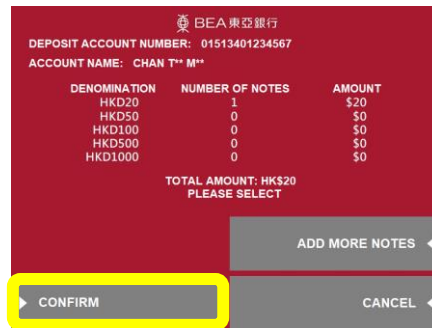 BEA東亞銀行
DEPOSIT ACCOUNT NUMBER: 01513401234567
ACCOUNT NAME: CHAN T** M**
DENOMINATION NUMBER OF NOTES AMOUNT
HKD20 1 $20
HKD50 0 $0
HKD100 0 $0
HKD500 0 $0
HKD1000 0 $0
TOTAL AMOUNT: HK$20
PLEASE SELECT
ADD MORE NOTES
CONFIRM CANCEL